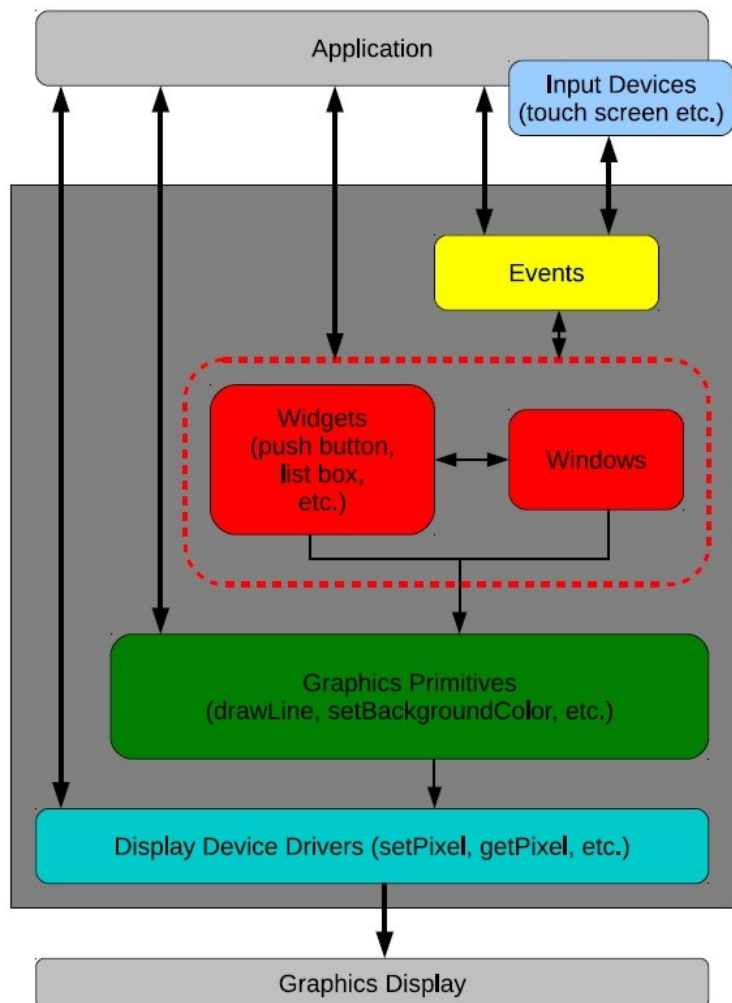 Application
Input Devices
(touch screen etc.)
Events
Widgets
(push button,
list box,
etc.)
Windows
Graphics Primitives
(drawLine, setBackgroundColor, etc.)
Display Device Drivers (setPixel, getPixel, etc.)
Graphics Display